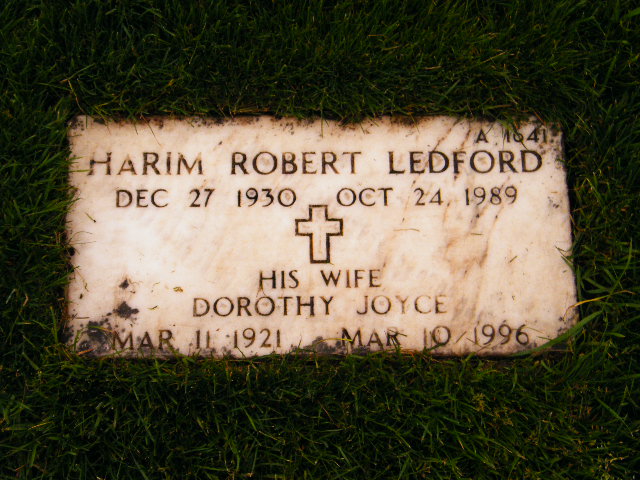 A 1641
HARIM ROBERT LEDFORD
DEC 27 1930 OCT 24 1989
HIS WIFE
DOROTHY JOYCE
MAR 11 1921 MAR 10 1996